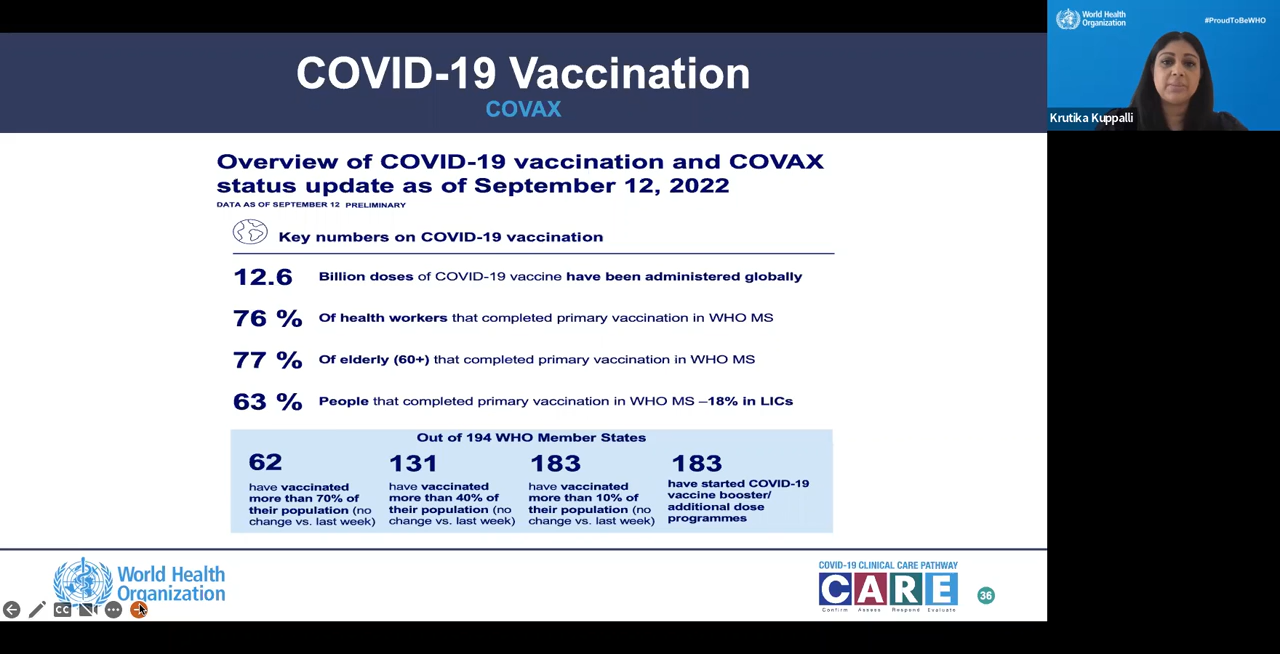 COVID-19 Vaccination
COVAX
Overview of COVID-19 vaccination and COVAX
status update as of September 12, 2022
DATA AS OF SEPTEMBER 12 PRELIMINARY
Key numbers on COVID-19 vaccination
12.6 Billion doses of COVID-19 vaccine have been administered globally
76 % Of health workers that completed primary vaccination in WHO MS
77 % Of elderly (60+) that completed primary vaccination in WHO MS
63 % People that completed primary vaccination in WHO MS –18% in LICs
Out of 194 WHO Member States
62
have vaccinated
more than 70% of
their population (no
change vs. last week)
131
have vaccinated
more than 40% of
their population (no
change vs. last week)
183
have vaccinated
more than 10% of
their population (no
change vs. last week)
183
have started COVID-19
vaccine booster/
additional dose
programmes
World Health
Organization
CC
COVID-19 CLINICAL CARE PATHWAY
CARE
Confirm Assess Respond Evaluate
36
World Health
Organization
#ProudToBeWHO
Krutika Kuppalli